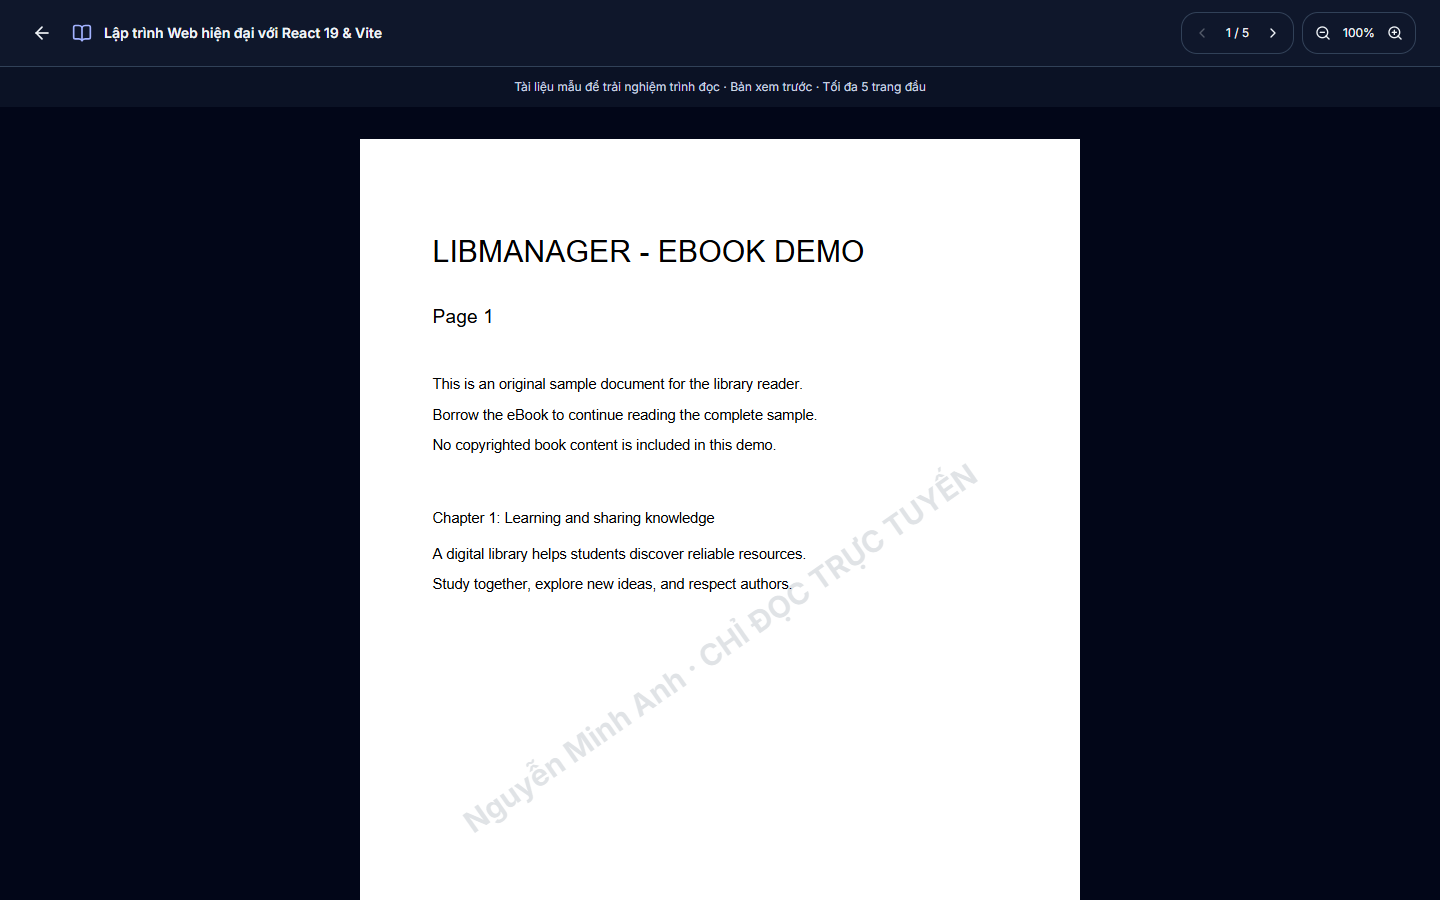 Lập trình Web hiện đại với React 19 & Vite
1 / 5
100%
Tài liệu mẫu để trải nghiệm trình đọc · Bản xem trước · Tối đa 5 trang đầu
LIBMANAGER - EBOOK DEMO
Page 1
This is an original sample document for the library reader.
Borrow the eBook to continue reading the complete sample.
No copyrighted book content is included in this demo.
Chapter 1: Learning and sharing knowledge
A digital library helps students discover reliable resources.
Study together, explore new ideas, and respect authors.
Nguyễn Minh Anh · CHỈ ĐỌC TRỰC TUYẾN